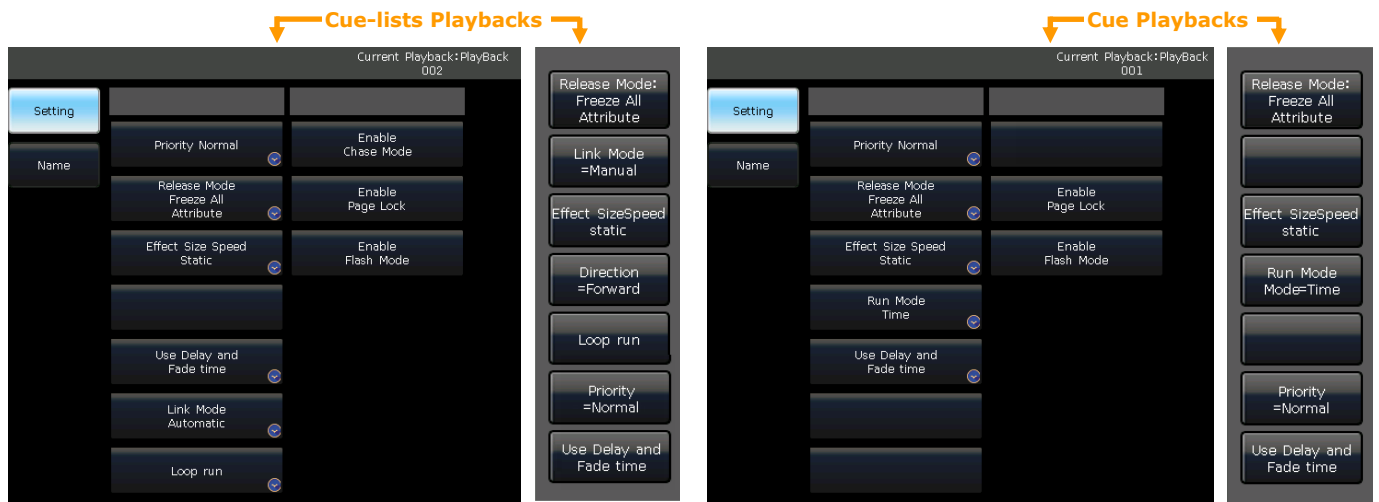 Cue-lists Playbacks
Current Playback:PlayBack
002
Setting
Name
Priority Normal
Release Mode
Freeze All
Attribute
Effect Size Speed
Static
Use Delay and
Fade time
Link Mode
Automatic
Loop run
Enable
Chase Mode
Enable
Page Lock
Enable
Flash Mode
Release Mode:
Freeze All
Attribute
Link Mode
=Manual
Effect SizeSpeed
static
Direction
=Forward
Loop run
Priority
=Normal
Use Delay and
Fade time
Cue Playbacks
Current Playback:PlayBack
001
Setting
Name
Priority Normal
Release Mode
Freeze All
Attribute
Effect Size Speed
Static
Run Mode
Time
Use Delay and
Fade time
Enable
Page Lock
Enable
Flash Mode
Release Mode:
Freeze All
Attribute
Effect SizeSpeed
static
Run Mode
Mode=Time
Priority
=Normal
Use Delay and
Fade time